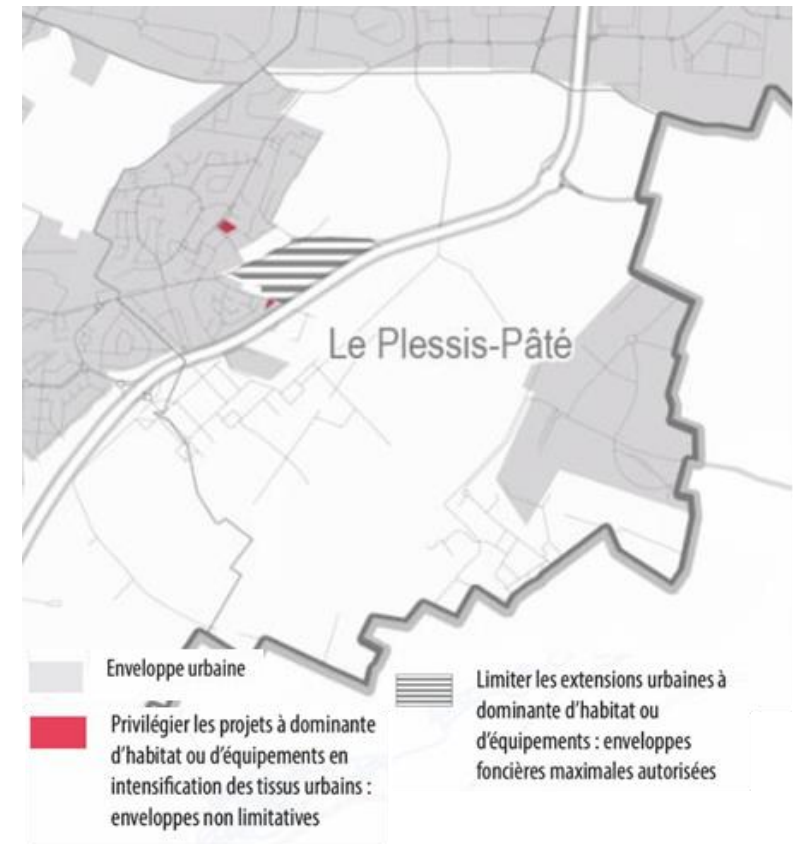 Le Plessis-Pâté
Enveloppe urbaine
Privilégier les projets à dominante
d'habitat ou d'équipements en
intensification des tissus urbains :
enveloppes non limitatives
Limiter les extensions urbaines à
dominante d'habitat ou
d'équipements : enveloppes
foncières maximales autorisées